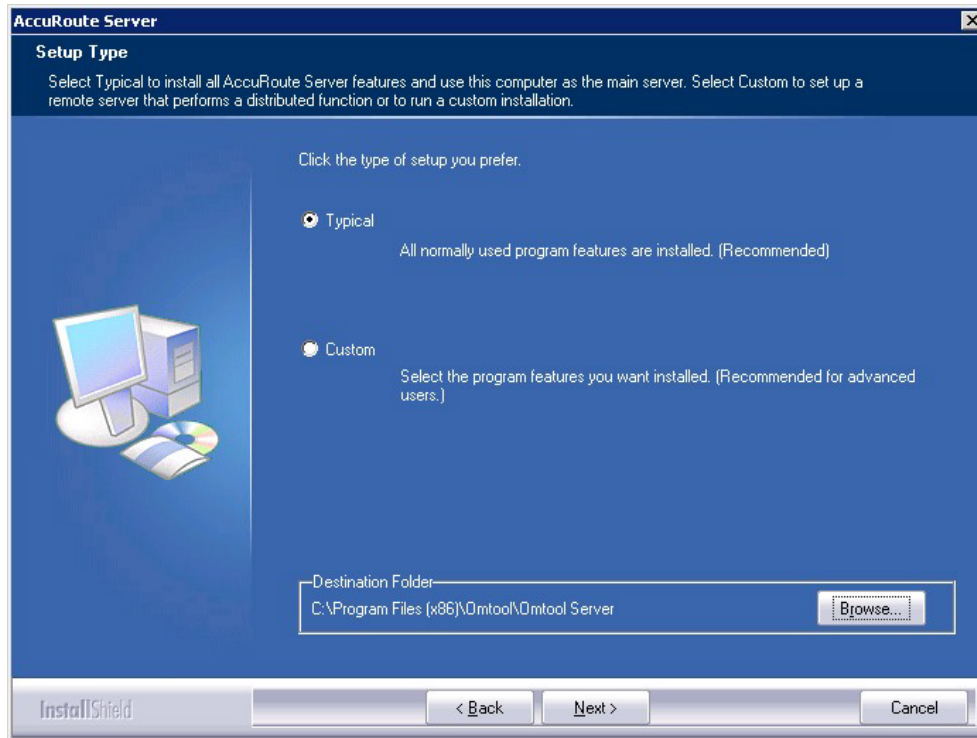 AccuRoute Server
Setup Type
Select Typical to install all AccuRoute Server features and use this computer as the main server. Select Custom to set up a
remote server that performs a distributed function or to run a custom installation.
Click the type of setup you prefer.
Typical
All normally used program features are installed. (Recommended)
Custom
Select the program features you want installed. (Recommended for advanced
users.)
Destination Folder
C:\Program Files (x86)\Omtool\Omtool Server
Browse...
InstallShield
< Back
Next >
Cancel